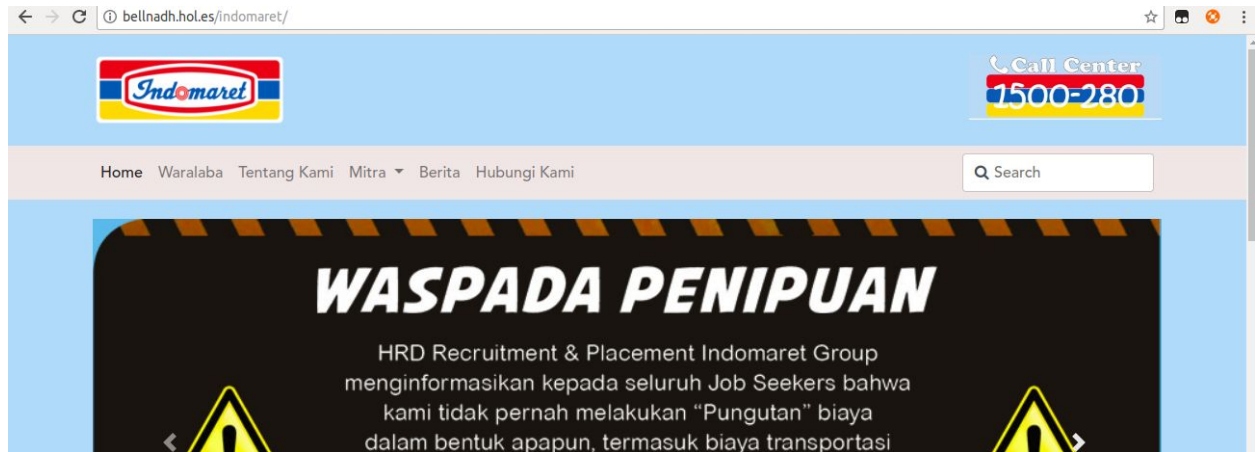 bellnadh.hol.es/indomaret/
Indomaret
Call Center
1500-280
Home Waralaba Tentang Kami Mitra Berita Hubungi Kami
Search
WASPADA PENIPUAN
HRD Recruitment & Placement Indomaret Group
menginformasikan kepada seluruh Job Seekers bahwa
kami tidak pernah melakukan “Pungutan” biaya
dalam bentuk apapun, termasuk biaya transportasi